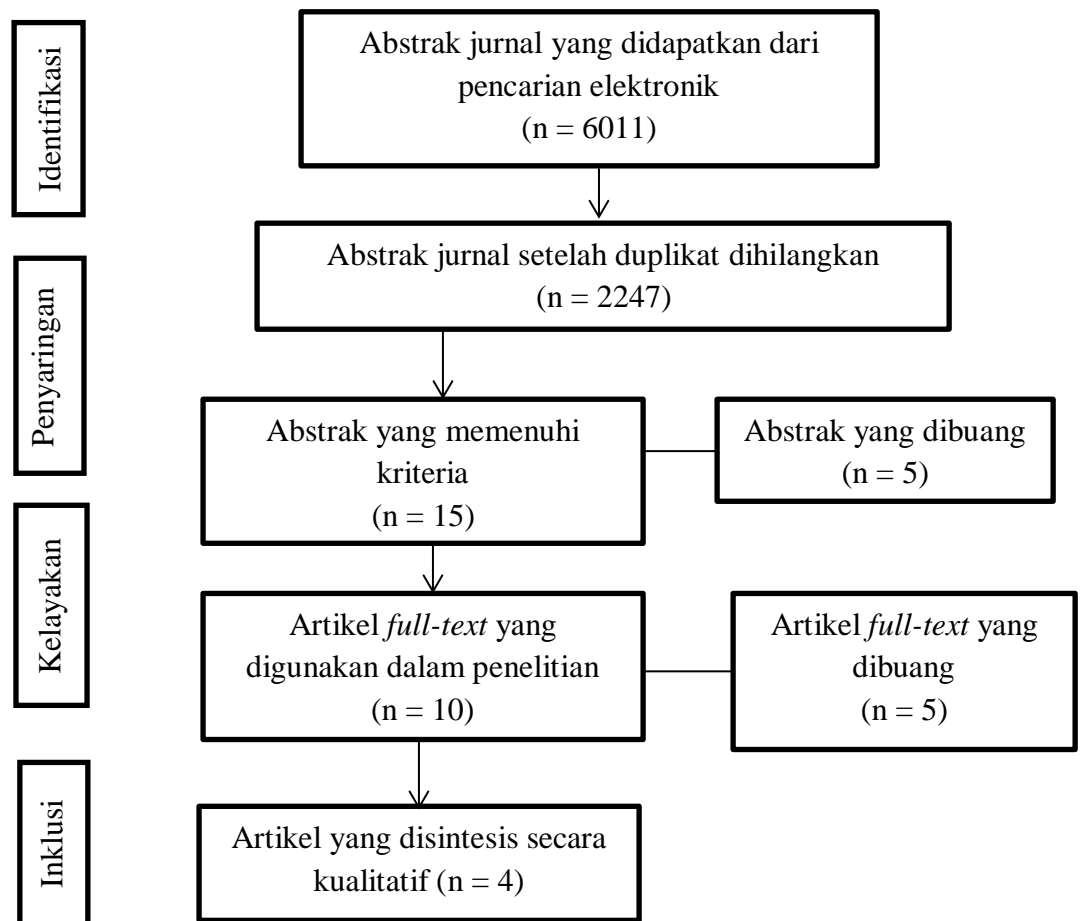 Identifikasi
Abstrak jurnal yang didapatkan dari
pencarian elektronik
(n = 6011)
Penyaringan
Abstrak jurnal setelah duplikat dihilangkan
(n = 2247)
Abstrak yang memenuhi
kriteria
(n = 15)
Abstrak yang dibuang
(n = 5)
Kelayakan
Artikel full-text yang
digunakan dalam penelitian
(n = 10)
Artikel full-text yang
dibuang
(n = 5)
Inklusi
Artikel yang disintesis secara
kualitatif (n = 4)